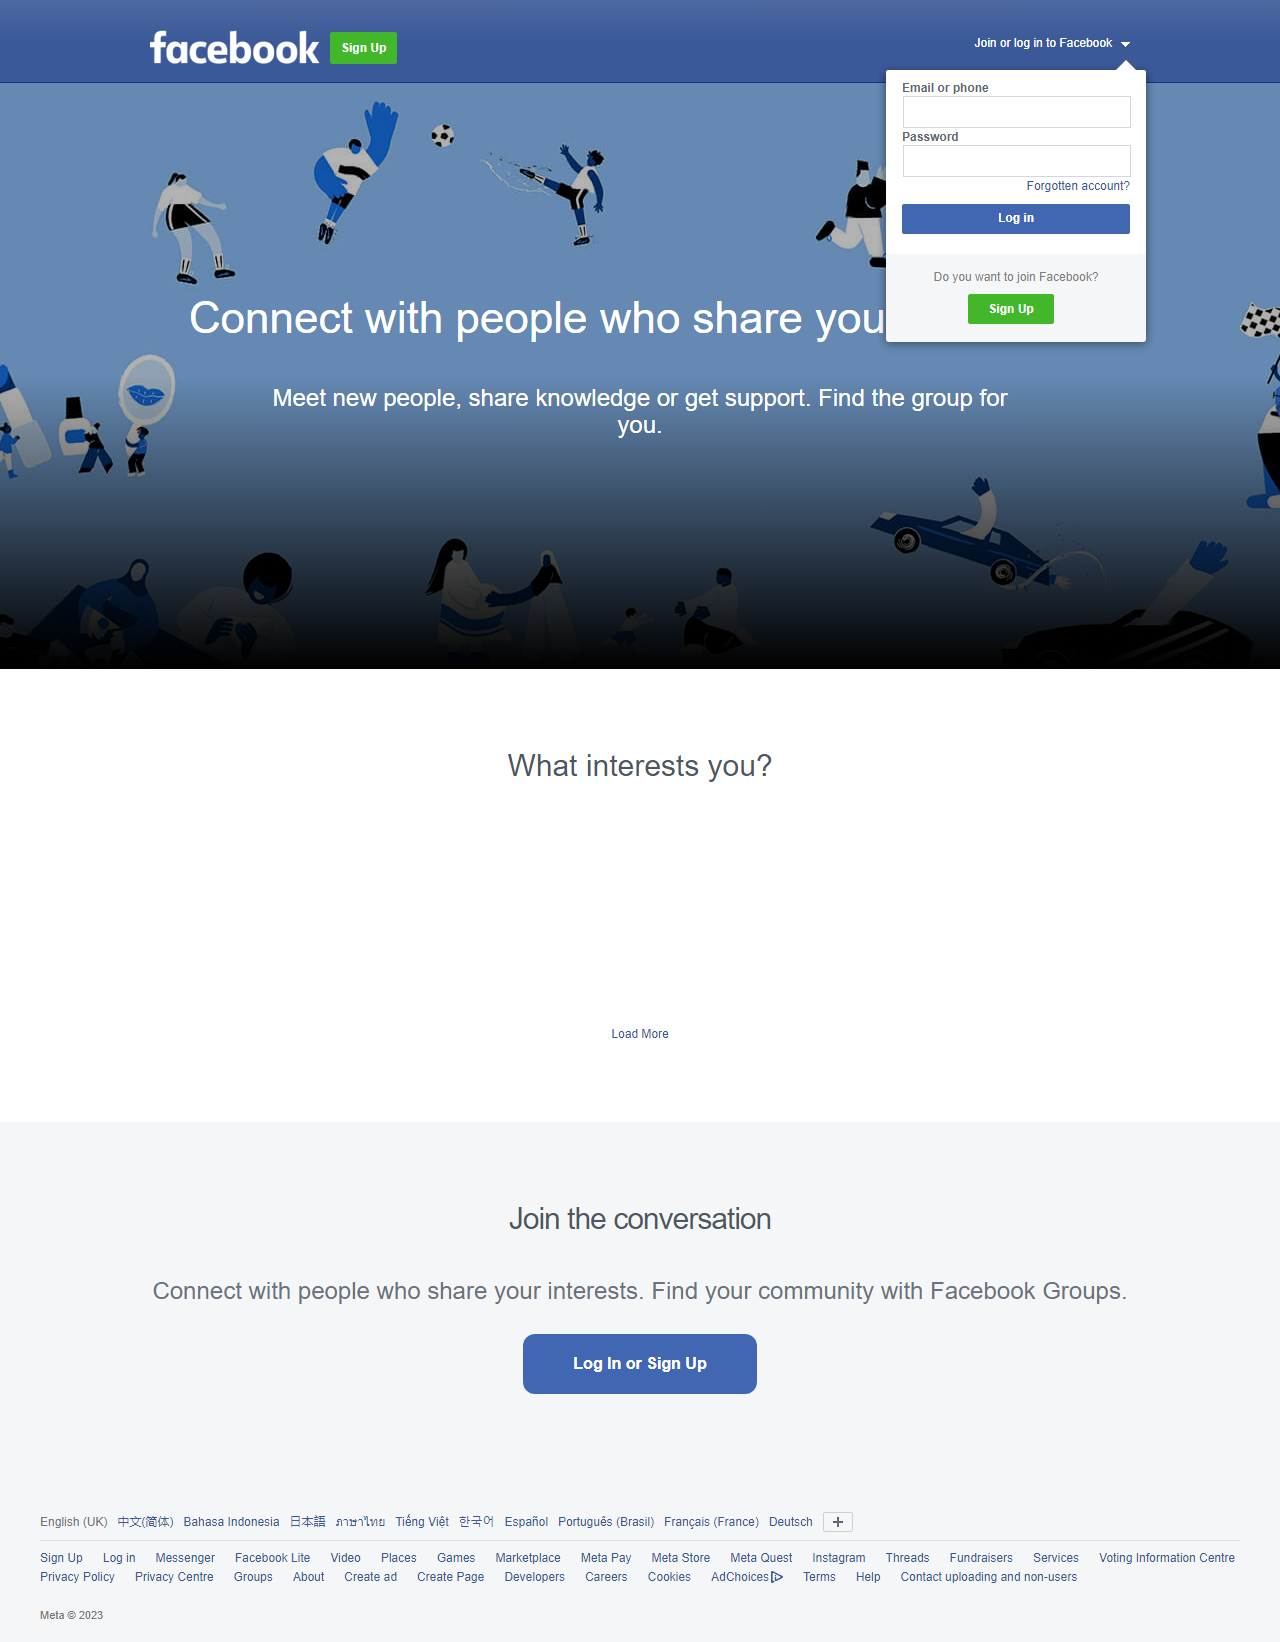 facebook
Sign Up
Join or log in to Facebook
Email or phone
Password
Forgotten account?
Log in
Do you want to join Facebook?
Sign Up
Connect with people who share you
Meet new people, share knowledge or get support. Find the group for
you.
What interests you?
Load More
Join the conversation
Connect with people who share your interests. Find your community with Facebook Groups.
Log In or Sign Up
English (UK) 中文(简体) Bahasa Indonesia 日本語 ภาษาไทย Tiếng Việt 한국어 Español Português (Brasil) Français (France) Deutsch
Sign Up Log in Messenger Facebook Lite Video Places Games Marketplace Meta Pay Meta Store Meta Quest Instagram Threads Fundraisers Services Voting Information Centre
Privacy Policy Privacy Centre Groups About Create ad Create Page Developers Careers Cookies AdChoices Terms Help Contact uploading and non-users
Meta © 2023